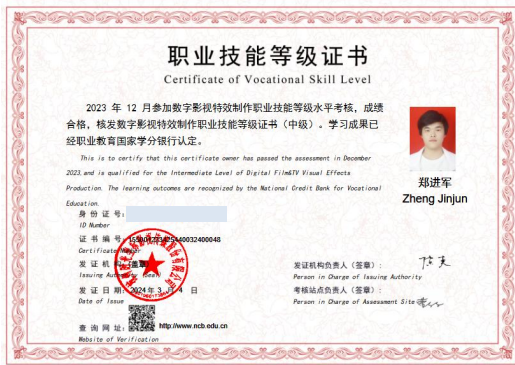 职业技能等级证书
Certificate of Vocational Skill Level
2023 年 12 月参加数字影视特效制作职业技能等级水平考核，成绩
合格，核发数字影视特效制作职业技能等级证书（中级）。学习成果已
经职业教育国家学分银行认定。
This is to certify that this certificate owner has passed the assessment in December
2023,and is qualified for the Intermediate Level of Digital Film&TV Visual Effects
Production. The learning outcomes are recognized by the National Credit Bank for Vocational
Education.
郑进军
Zheng Jinjun
身 份 证 号:
ID Number
证 书 编 号:
Certificate
发 证 机 (盖章)
Issuing
发 证 日 期: 2024 年 3 月 4 日
Date of Issue
发证机构负责人（签章）:
Person in Charge of Issuing Authority
考核站点负责人（签章）:
Person in Charge of Assessment Site
查 询 网 址: http://www.ncb.edu.cn
Website of Verification